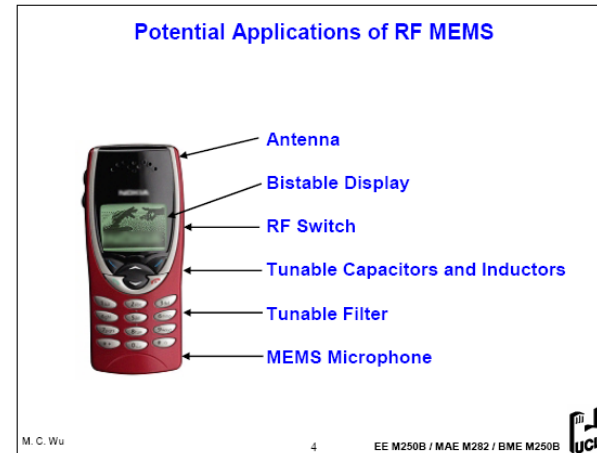 Potential Applications of RF MEMS
Antenna
Bistable Display
RF Switch
Tunable Capacitors and Inductors
Tunable Filter
MEMS Microphone
M. C. Wu
4
EE M250B / MAE M282 / BME M250B